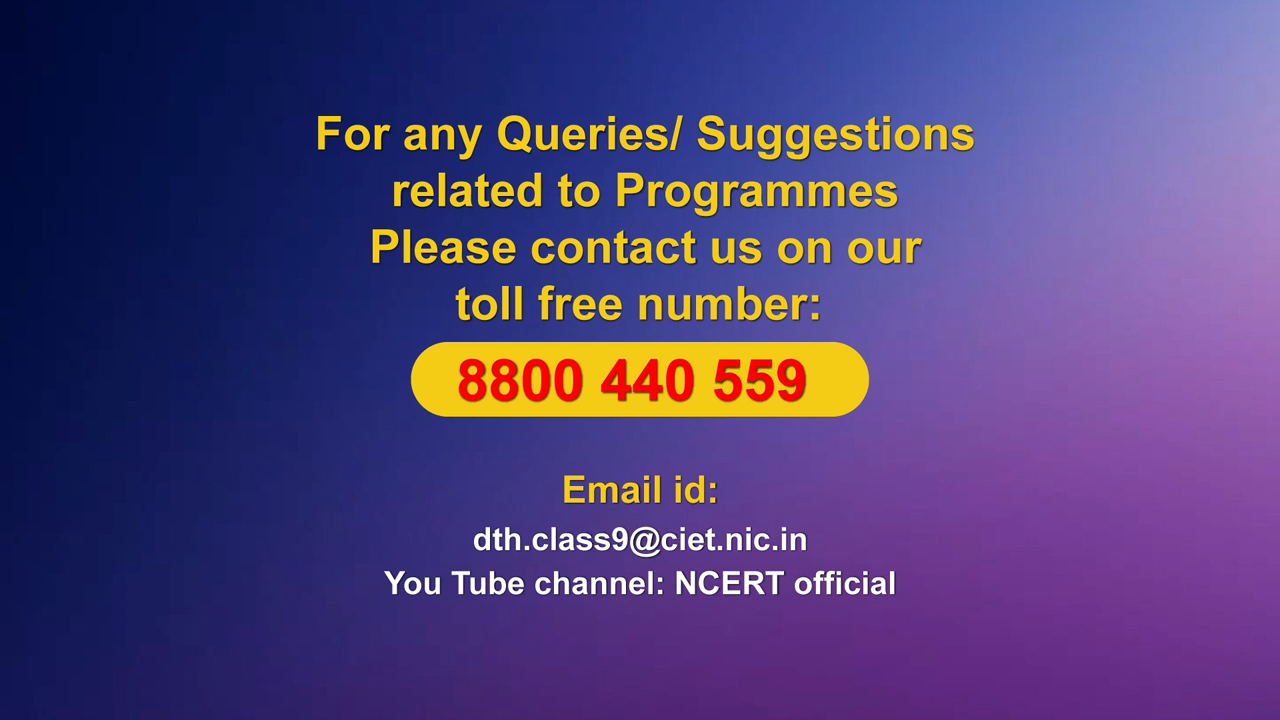 For any Queries/ Suggestions
related to Programmes
Please contact us on our
toll free number:
8800 440 559
Email id:
dth.class9@ciet.nic.in
You Tube channel: NCERT official